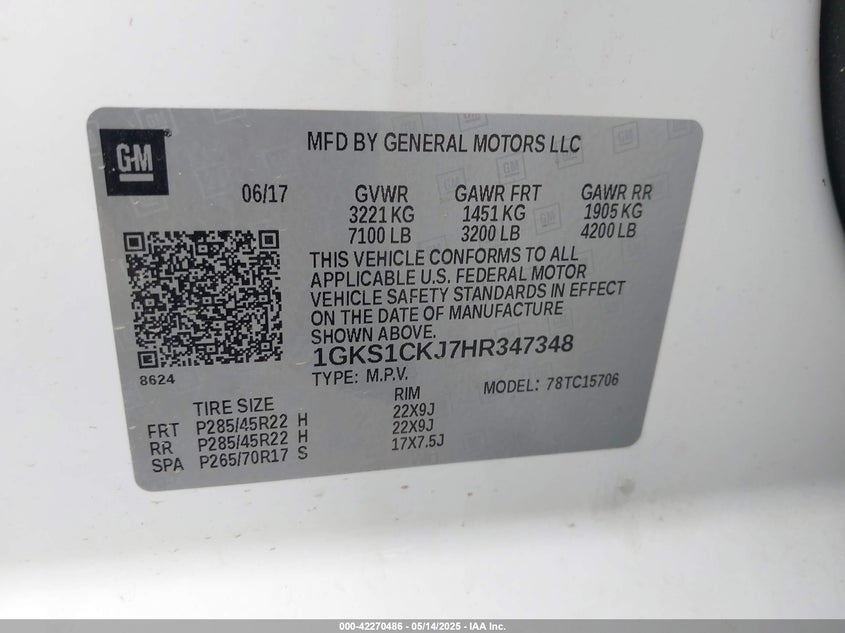 GM
MFD BY GENERAL MOTORS LLC
06/17 GVWR GAWR FRT GAWR RR
3221 KG 1451 KG 1905 KG
7100 LB 3200 LB 4200 LB
THIS VEHICLE CONFORMS TO ALL
APPLICABLE U.S. FEDERAL MOTOR
VEHICLE SAFETY STANDARDS IN EFFECT
ON THE DATE OF MANUFACTURE
SHOWN ABOVE.
1GKS1CKJ7HR347348
8624
TYPE: M.P.V. MODEL: 78TC15706
TIRE SIZE RIM
FRT P285/45R22 H 22X9J
RR P285/45R22 H 22X9J
SPA P265/70R17 S 17X7.5J
000-42270486 - 05/14/2025 - IAA Inc.